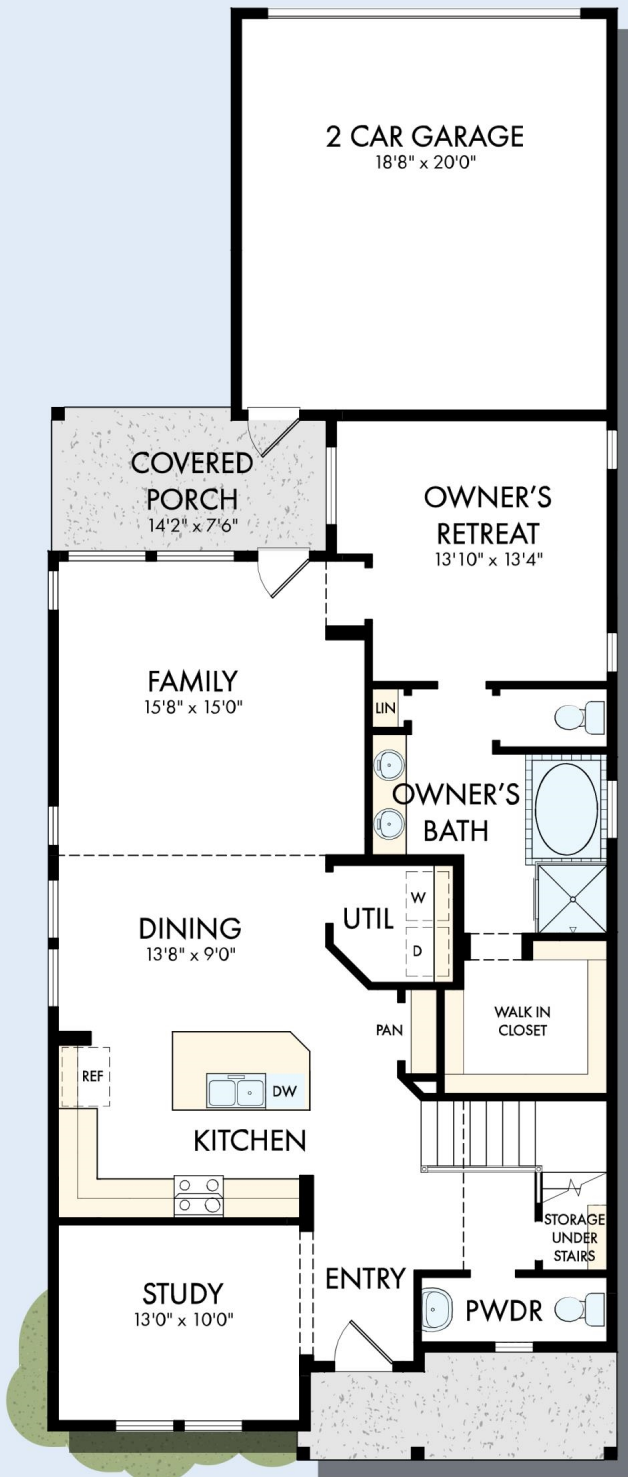 2 CAR GARAGE
18'8" x 20'0"
COVERED
PORCH
14'2" x 7'6"
OWNER'S
RETREAT
13'10" x 13'4"
FAMILY
15'8" x 15'0"
LIN
OWNER'S
BATH
DINING
13'8" x 9'0"
UTIL
W
D
PAN
WALK IN
CLOSET
REF
DW
KITCHEN
STORAGE
UNDER
STAIRS
STUDY
13'0" x 10'0"
ENTRY
PWDR